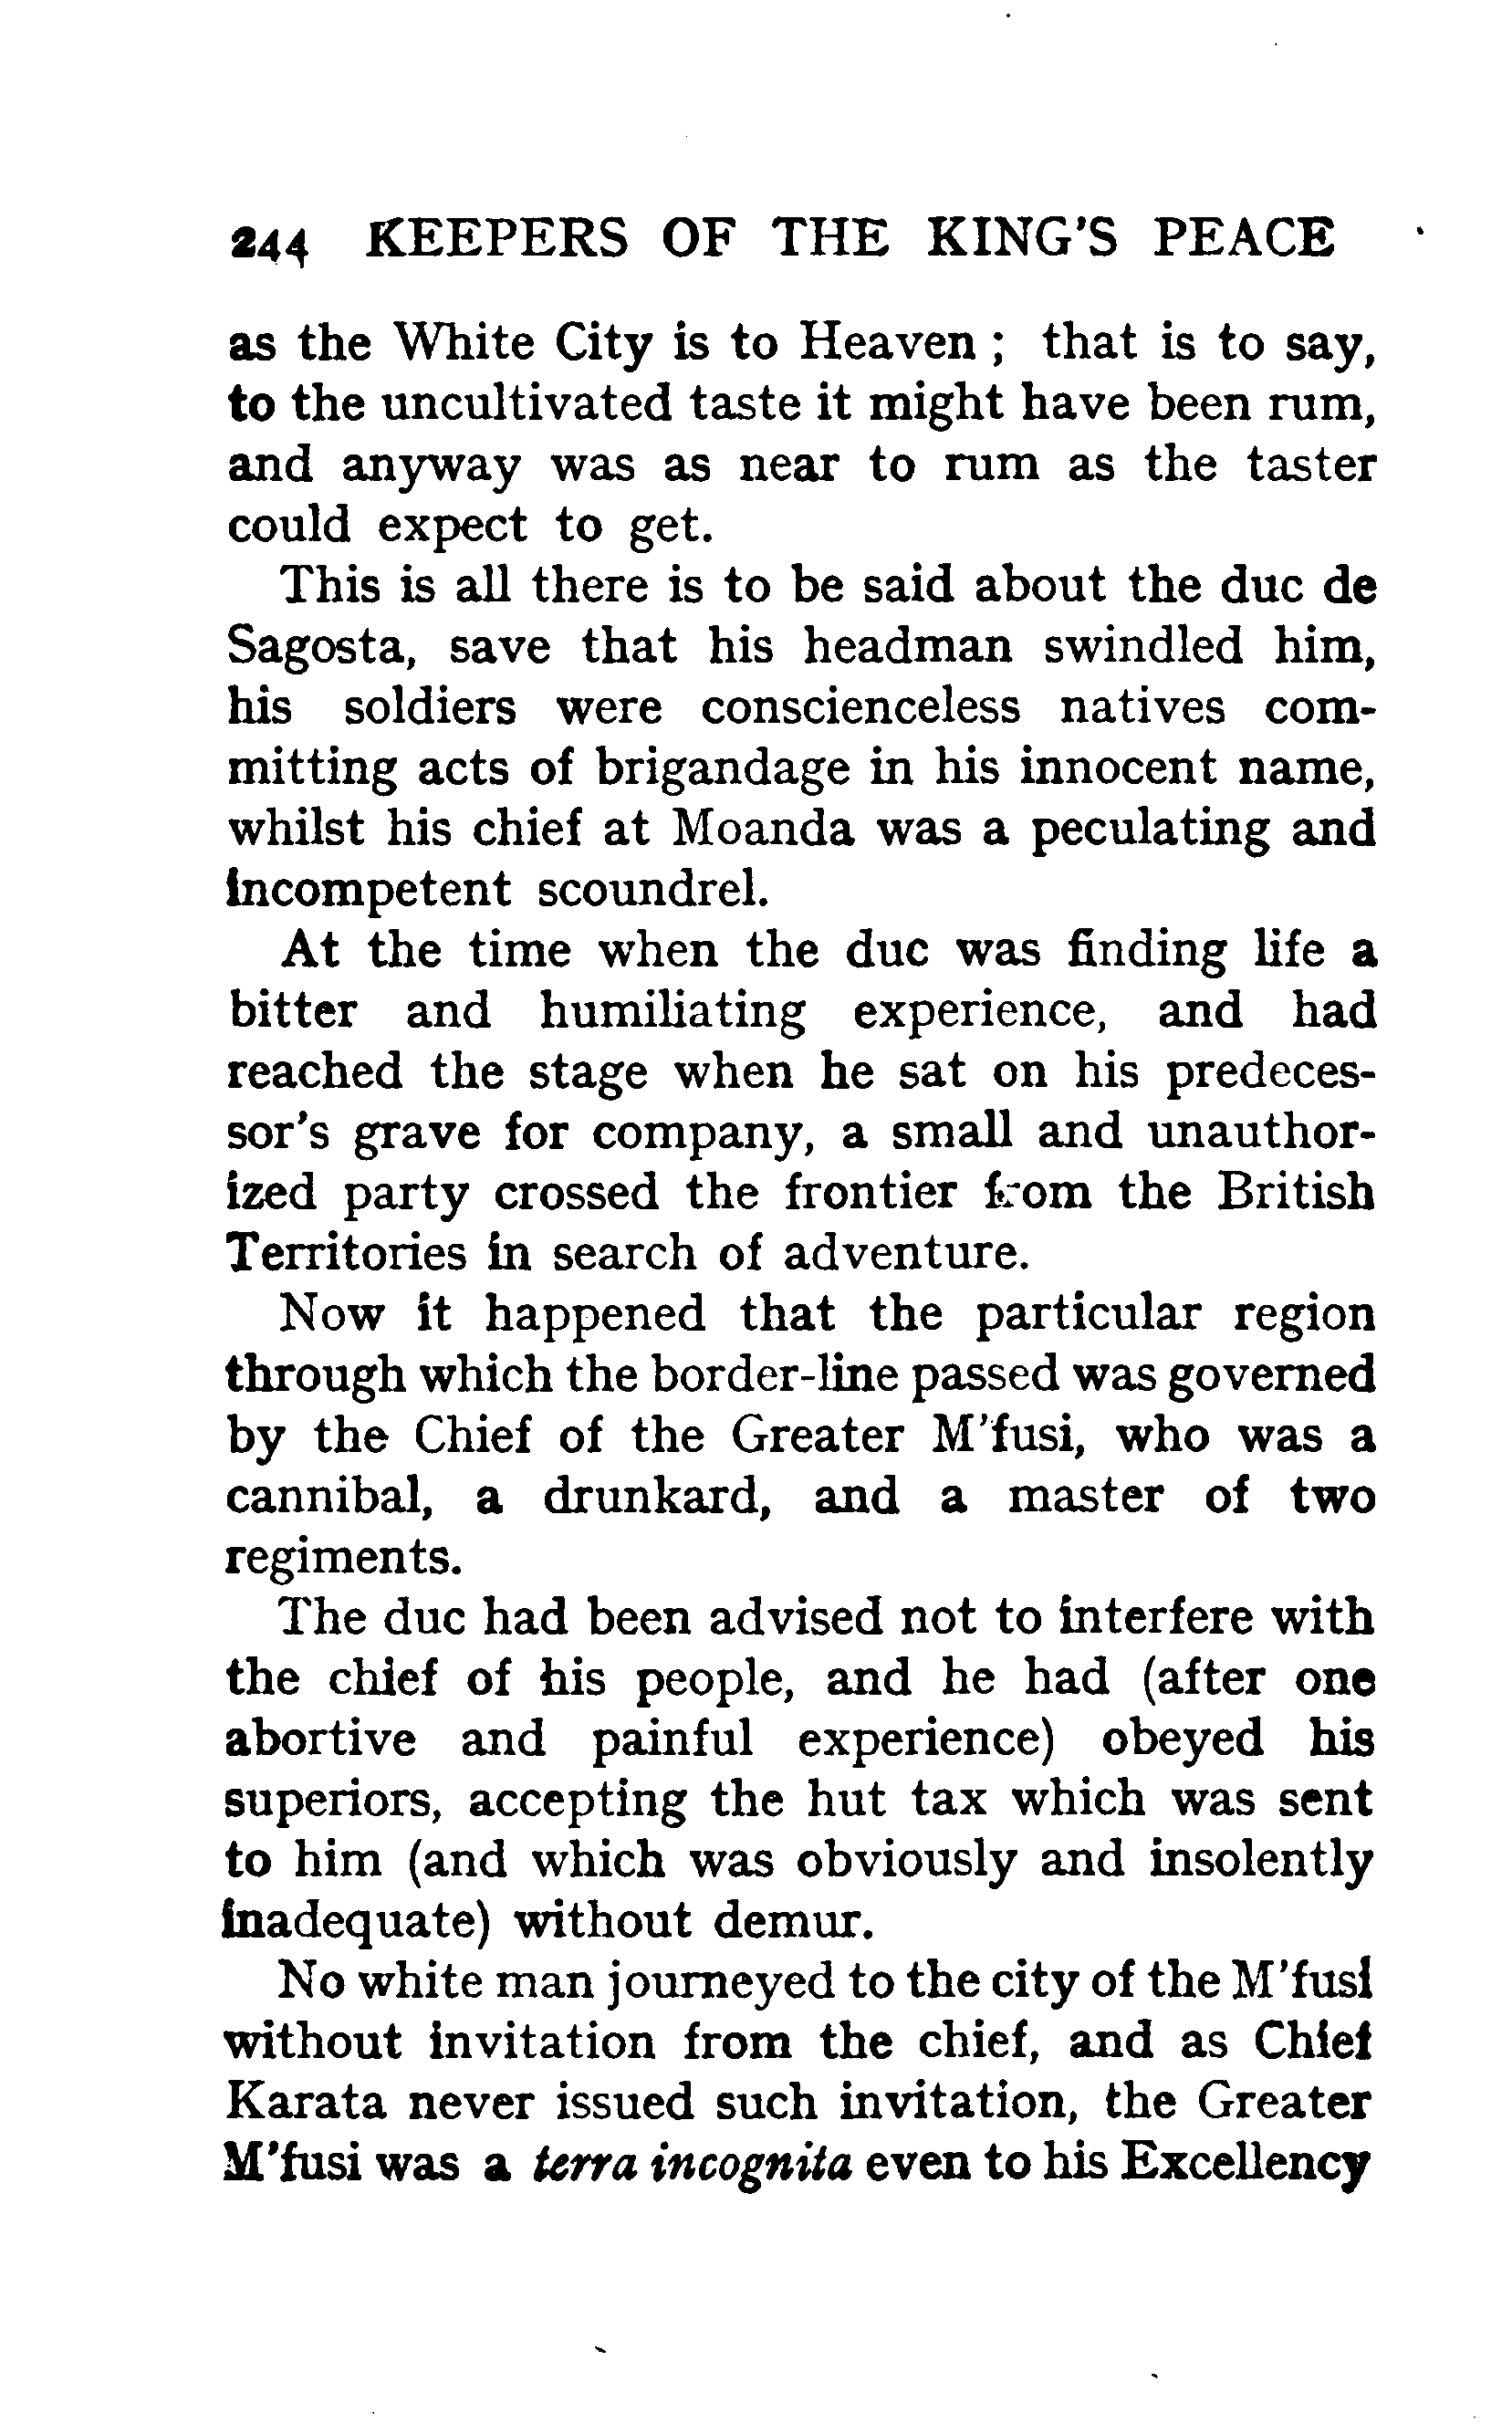 244 KEEPERS OF THE KING'S PEACE
as the White City is to Heaven ; that is to say,
to the uncultivated taste it might have been rum,
and anyway was as near to rum as the taster
could expect to get.
This is all there is to be said about the duc de
Sagosta, save that his headman swindled him,
his soldiers were conscienceless natives com-
mitting acts of brigandage in his innocent name,
whilst his chief at Moanda was a peculating and
incompetent scoundrel.
At the time when the duc was finding life a
bitter and humiliating experience, and had
reached the stage when he sat on his predeces-
sor's grave for company, a small and unauthor-
ized party crossed the frontier from the British
Territories in search of adventure.
Now it happened that the particular region
through which the border-line passed was governed
by the Chief of the Greater M'fusi, who was a
cannibal, a drunkard, and a master of two
regiments.
The duc had been advised not to interfere with
the chief of his people, and he had (after one
abortive and painful experience) obeyed his
superiors, accepting the hut tax which was sent
to him (and which was obviously and insolently
inadequate) without demur.
No white man journeyed to the city of the M'fusi
without invitation from the chief, and as Chief
Karata never issued such invitation, the Greater
M'fusi was a terra incognita even to his Excellency